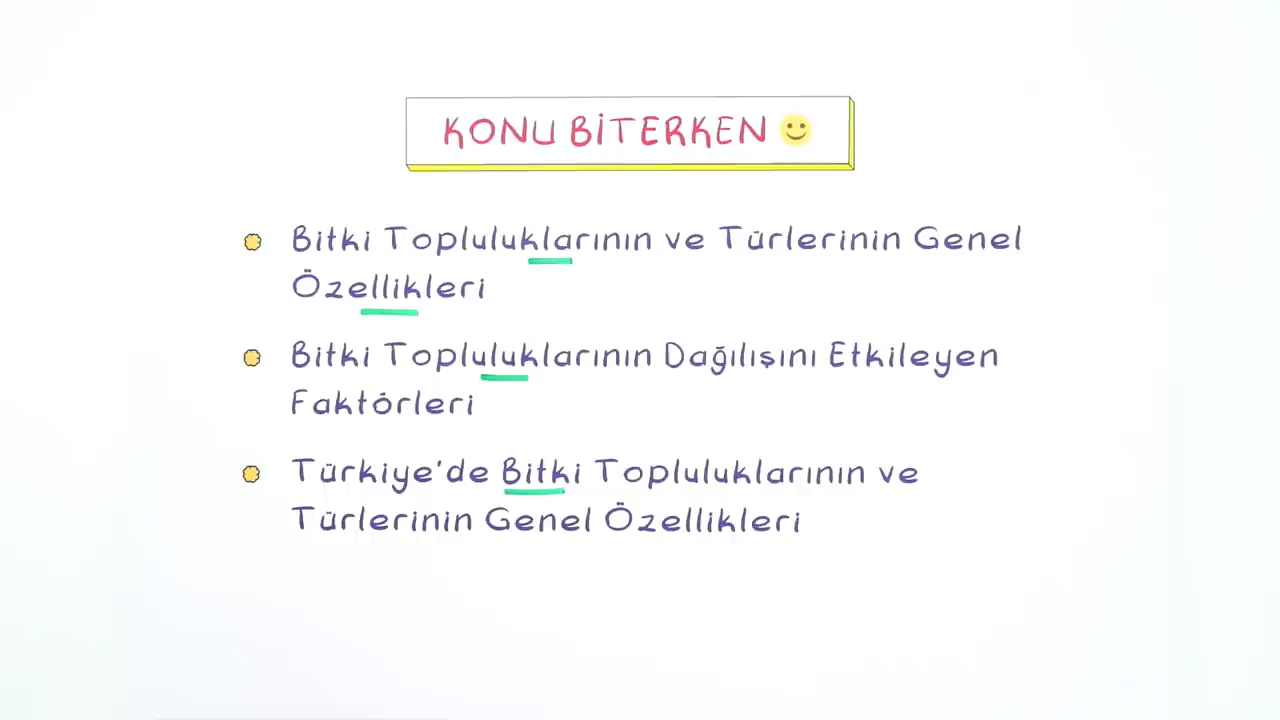 KONU BİTERKEN
Bitki Topluluklarının ve Türlerinin Genel
Özellikleri
Bitki Topluluklarının Dağılışını Etkileyen
Faktörleri
Türkiye'de Bitki Topluluklarının ve
Türlerinin Genel Özellikleri